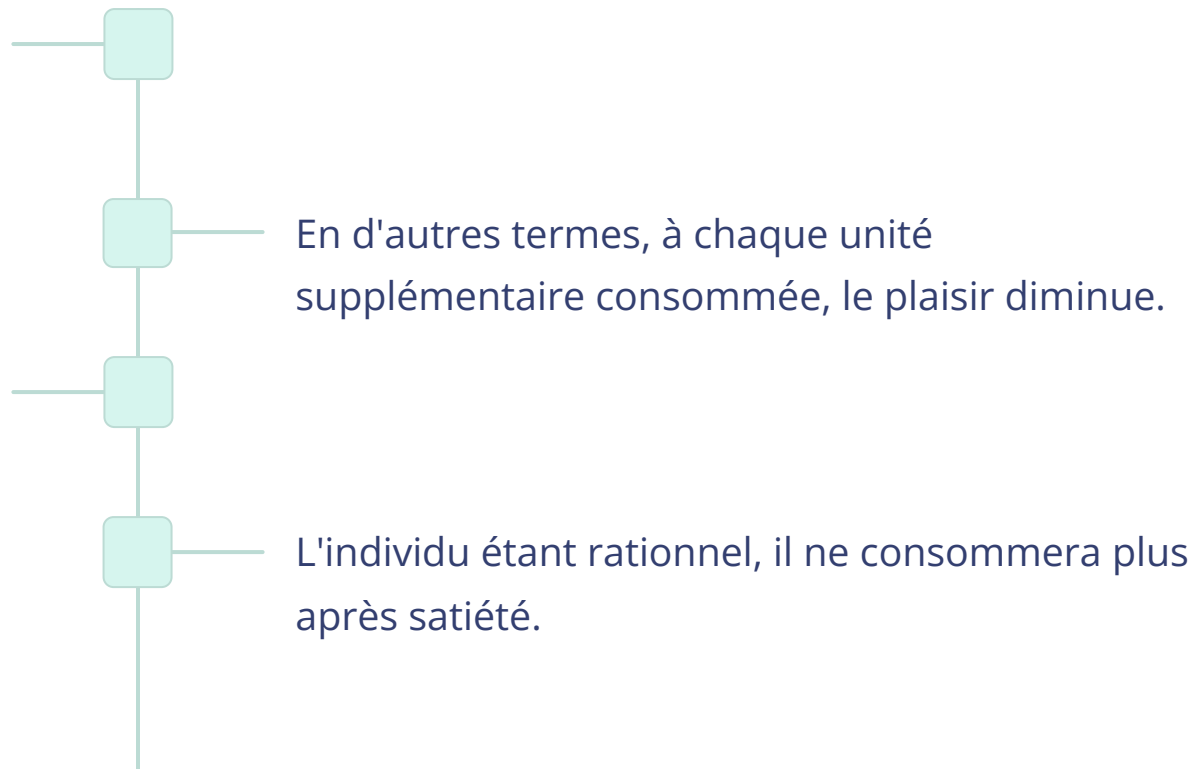 En d'autres termes, à chaque unité
supplémentaire consommée, le plaisir diminue.
L'individu étant rationnel, il ne consommera plus
après satiété.